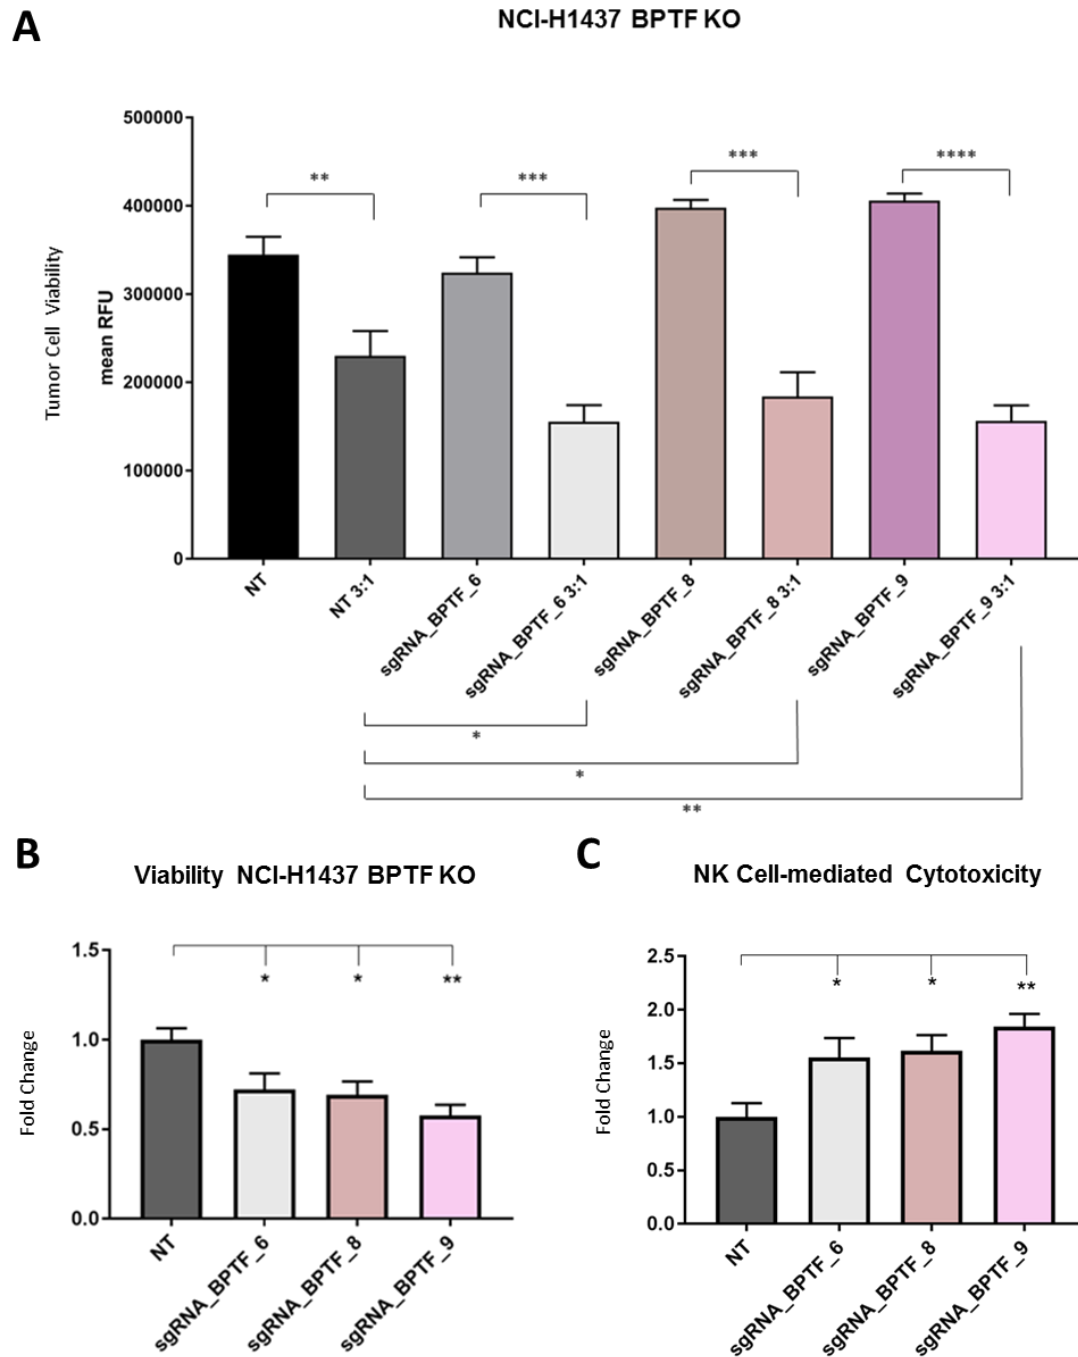 A
NCI-H1437 BPTF KO
Tumor Cell Viability
mean RFU
500000
400000
300000
200000
100000
0
**
***
***
****
NT
NT 3:1
sgRNA_BPTF_6
sgRNA_BPTF_6 3:1
sgRNA_BPTF_8
sgRNA_BPTF_8 3:1
sgRNA_BPTF_9
sgRNA_BPTF_9 3:1
*
*
**
B
Viability NCI-H1437 BPTF KO
Fold Change
1.5
1.0
0.5
0.0
*
*
**
NT
sgRNA_BPTF_6
sgRNA_BPTF_8
sgRNA_BPTF_9
C
NK Cell-mediated Cytotoxicity
Fold Change
2.5
2.0
1.5
1.0
0.5
0.0
*
*
**
NT
sgRNA_BPTF_6
sgRNA_BPTF_8
sgRNA_BPTF_9